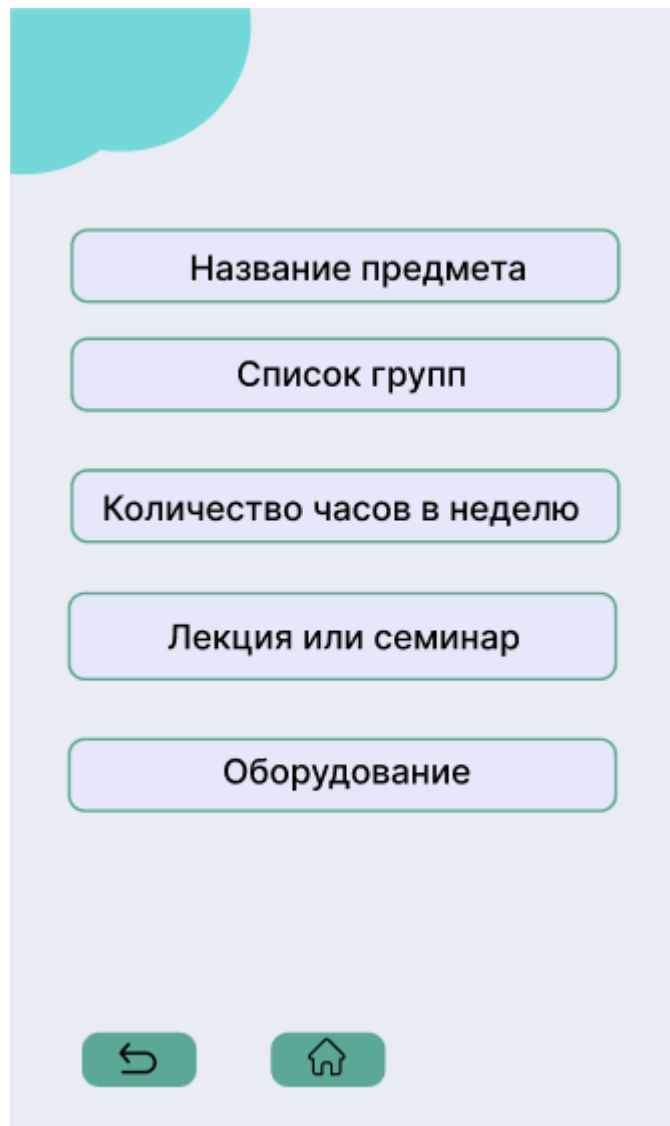 Название предмета
Список групп
Количество часов в неделю
Лекция или семинар
Оборудование